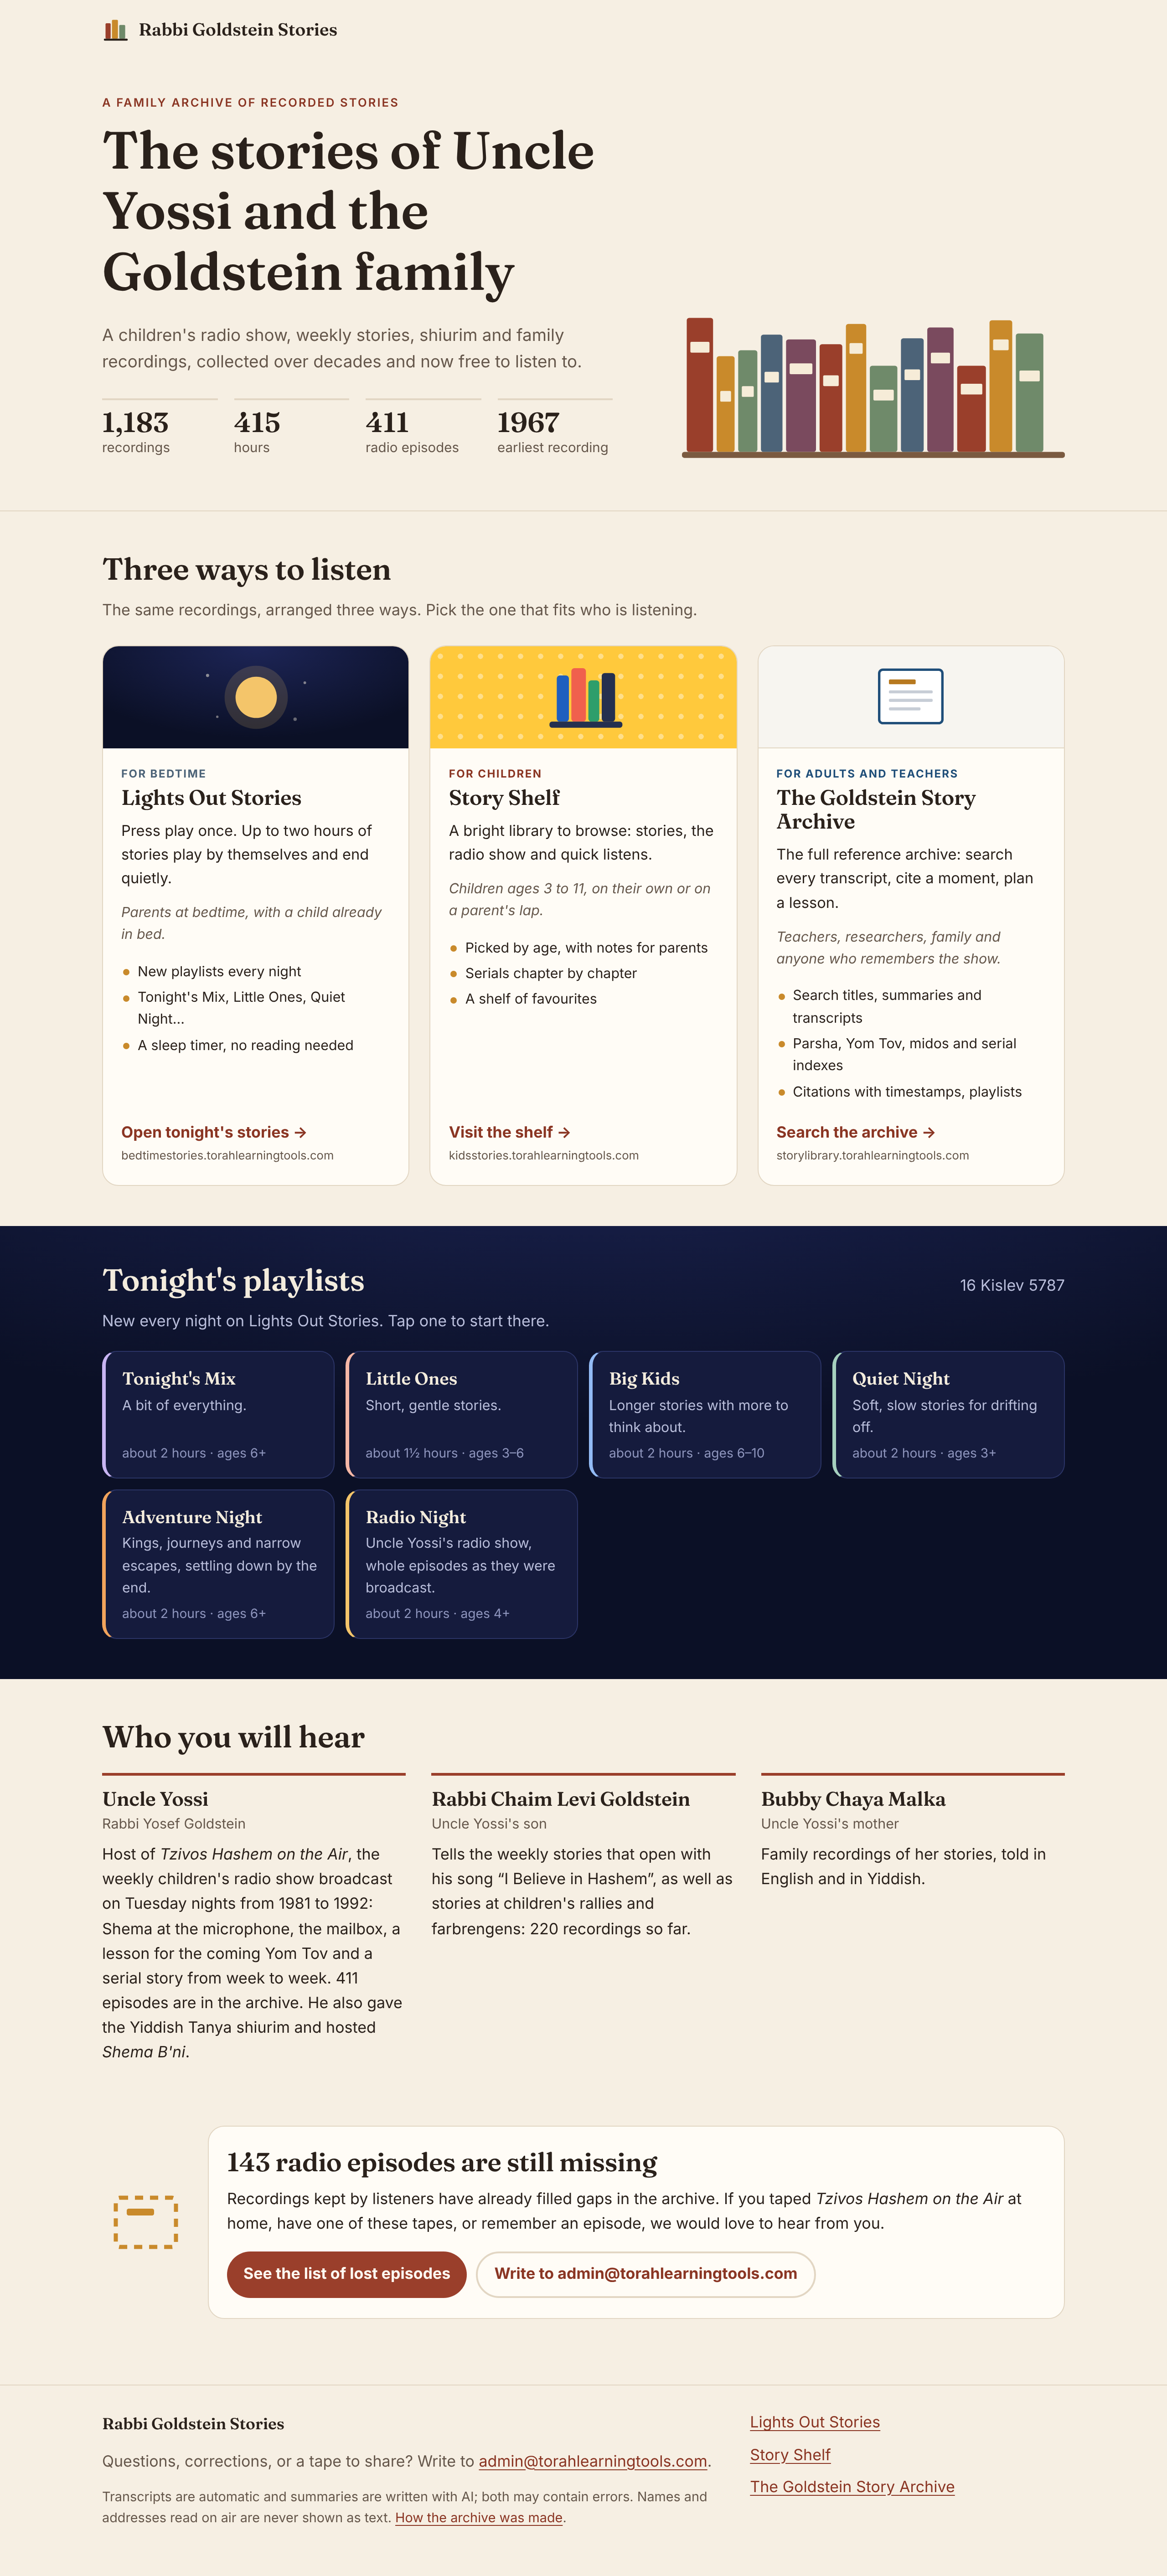 Rabbi Goldstein Stories
A FAMILY ARCHIVE OF RECORDED STORIES
The stories of Uncle
Yossi and the
Goldstein family
A children's radio show, weekly stories, shiurim and family
recordings, collected over decades and now free to listen to.
1,183
recordings
415
hours
411
radio episodes
1967
earliest recording
Three ways to listen
The same recordings, arranged three ways. Pick the one that fits who is listening.
FOR BEDTIME
Lights Out Stories
Press play once. Up to two hours of
stories play by themselves and end
quietly.
Parents at bedtime, with a child already
in bed.
New playlists every night
Tonight's Mix, Little Ones, Quiet
Night…
A sleep timer, no reading needed
Open tonight's stories →
bedtimestories.torahlearningtools.com
FOR CHILDREN
Story Shelf
A bright library to browse: stories, the
radio show and quick listens.
Children ages 3 to 11, on their own or on
a parent's lap.
Picked by age, with notes for parents
Serials chapter by chapter
A shelf of favourites
Visit the shelf →
kidsstories.torahlearningtools.com
FOR ADULTS AND TEACHERS
The Goldstein Story
Archive
The full reference archive: search
every transcript, cite a moment, plan
a lesson.
Teachers, researchers, family and
anyone who remembers the show.
Search titles, summaries and
transcripts
Parsha, Yom Tov, midos and serial
indexes
Citations with timestamps, playlists
Search the archive →
storylibrary.torahlearningtools.com
Tonight's playlists
16 Kislev 5787
New every night on Lights Out Stories. Tap one to start there.
Tonight's Mix
A bit of everything.
about 2 hours · ages 6+
Little Ones
Short, gentle stories.
about 1½ hours · ages 3–6
Big Kids
Longer stories with more to
think about.
about 2 hours · ages 6–10
Quiet Night
Soft, slow stories for drifting
off.
about 2 hours · ages 3+
Adventure Night
Kings, journeys and narrow
escapes, settling down by the
end.
about 2 hours · ages 6+
Radio Night
Uncle Yossi's radio show,
whole episodes as they were
broadcast.
about 2 hours · ages 4+
Who you will hear
Uncle Yossi
Rabbi Yosef Goldstein
Host of Tzivos Hashem on the Air, the
weekly children's radio show broadcast
on Tuesday nights from 1981 to 1992:
Shema at the microphone, the mailbox, a
lesson for the coming Yom Tov and a
serial story from week to week. 411
episodes are in the archive. He also gave
the Yiddish Tanya shiurim and hosted
Shema B'ni.
Rabbi Chaim Levi Goldstein
Uncle Yossi's son
Tells the weekly stories that open with
his song “I Believe in Hashem”, as well as
stories at children's rallies and
farbrengens: 220 recordings so far.
Bubby Chaya Malka
Uncle Yossi's mother
Family recordings of her stories, told in
English and in Yiddish.
143 radio episodes are still missing
Recordings kept by listeners have already filled gaps in the archive. If you taped Tzivos Hashem on the Air at
home, have one of these tapes, or remember an episode, we would love to hear from you.
See the list of lost episodes
Write to admin@torahlearningtools.com
Rabbi Goldstein Stories
Questions, corrections, or a tape to share? Write to admin@torahlearningtools.com.
Transcripts are automatic and summaries are written with AI; both may contain errors. Names and
addresses read on air are never shown as text. How the archive was made.
Lights Out Stories
Story Shelf
The Goldstein Story Archive